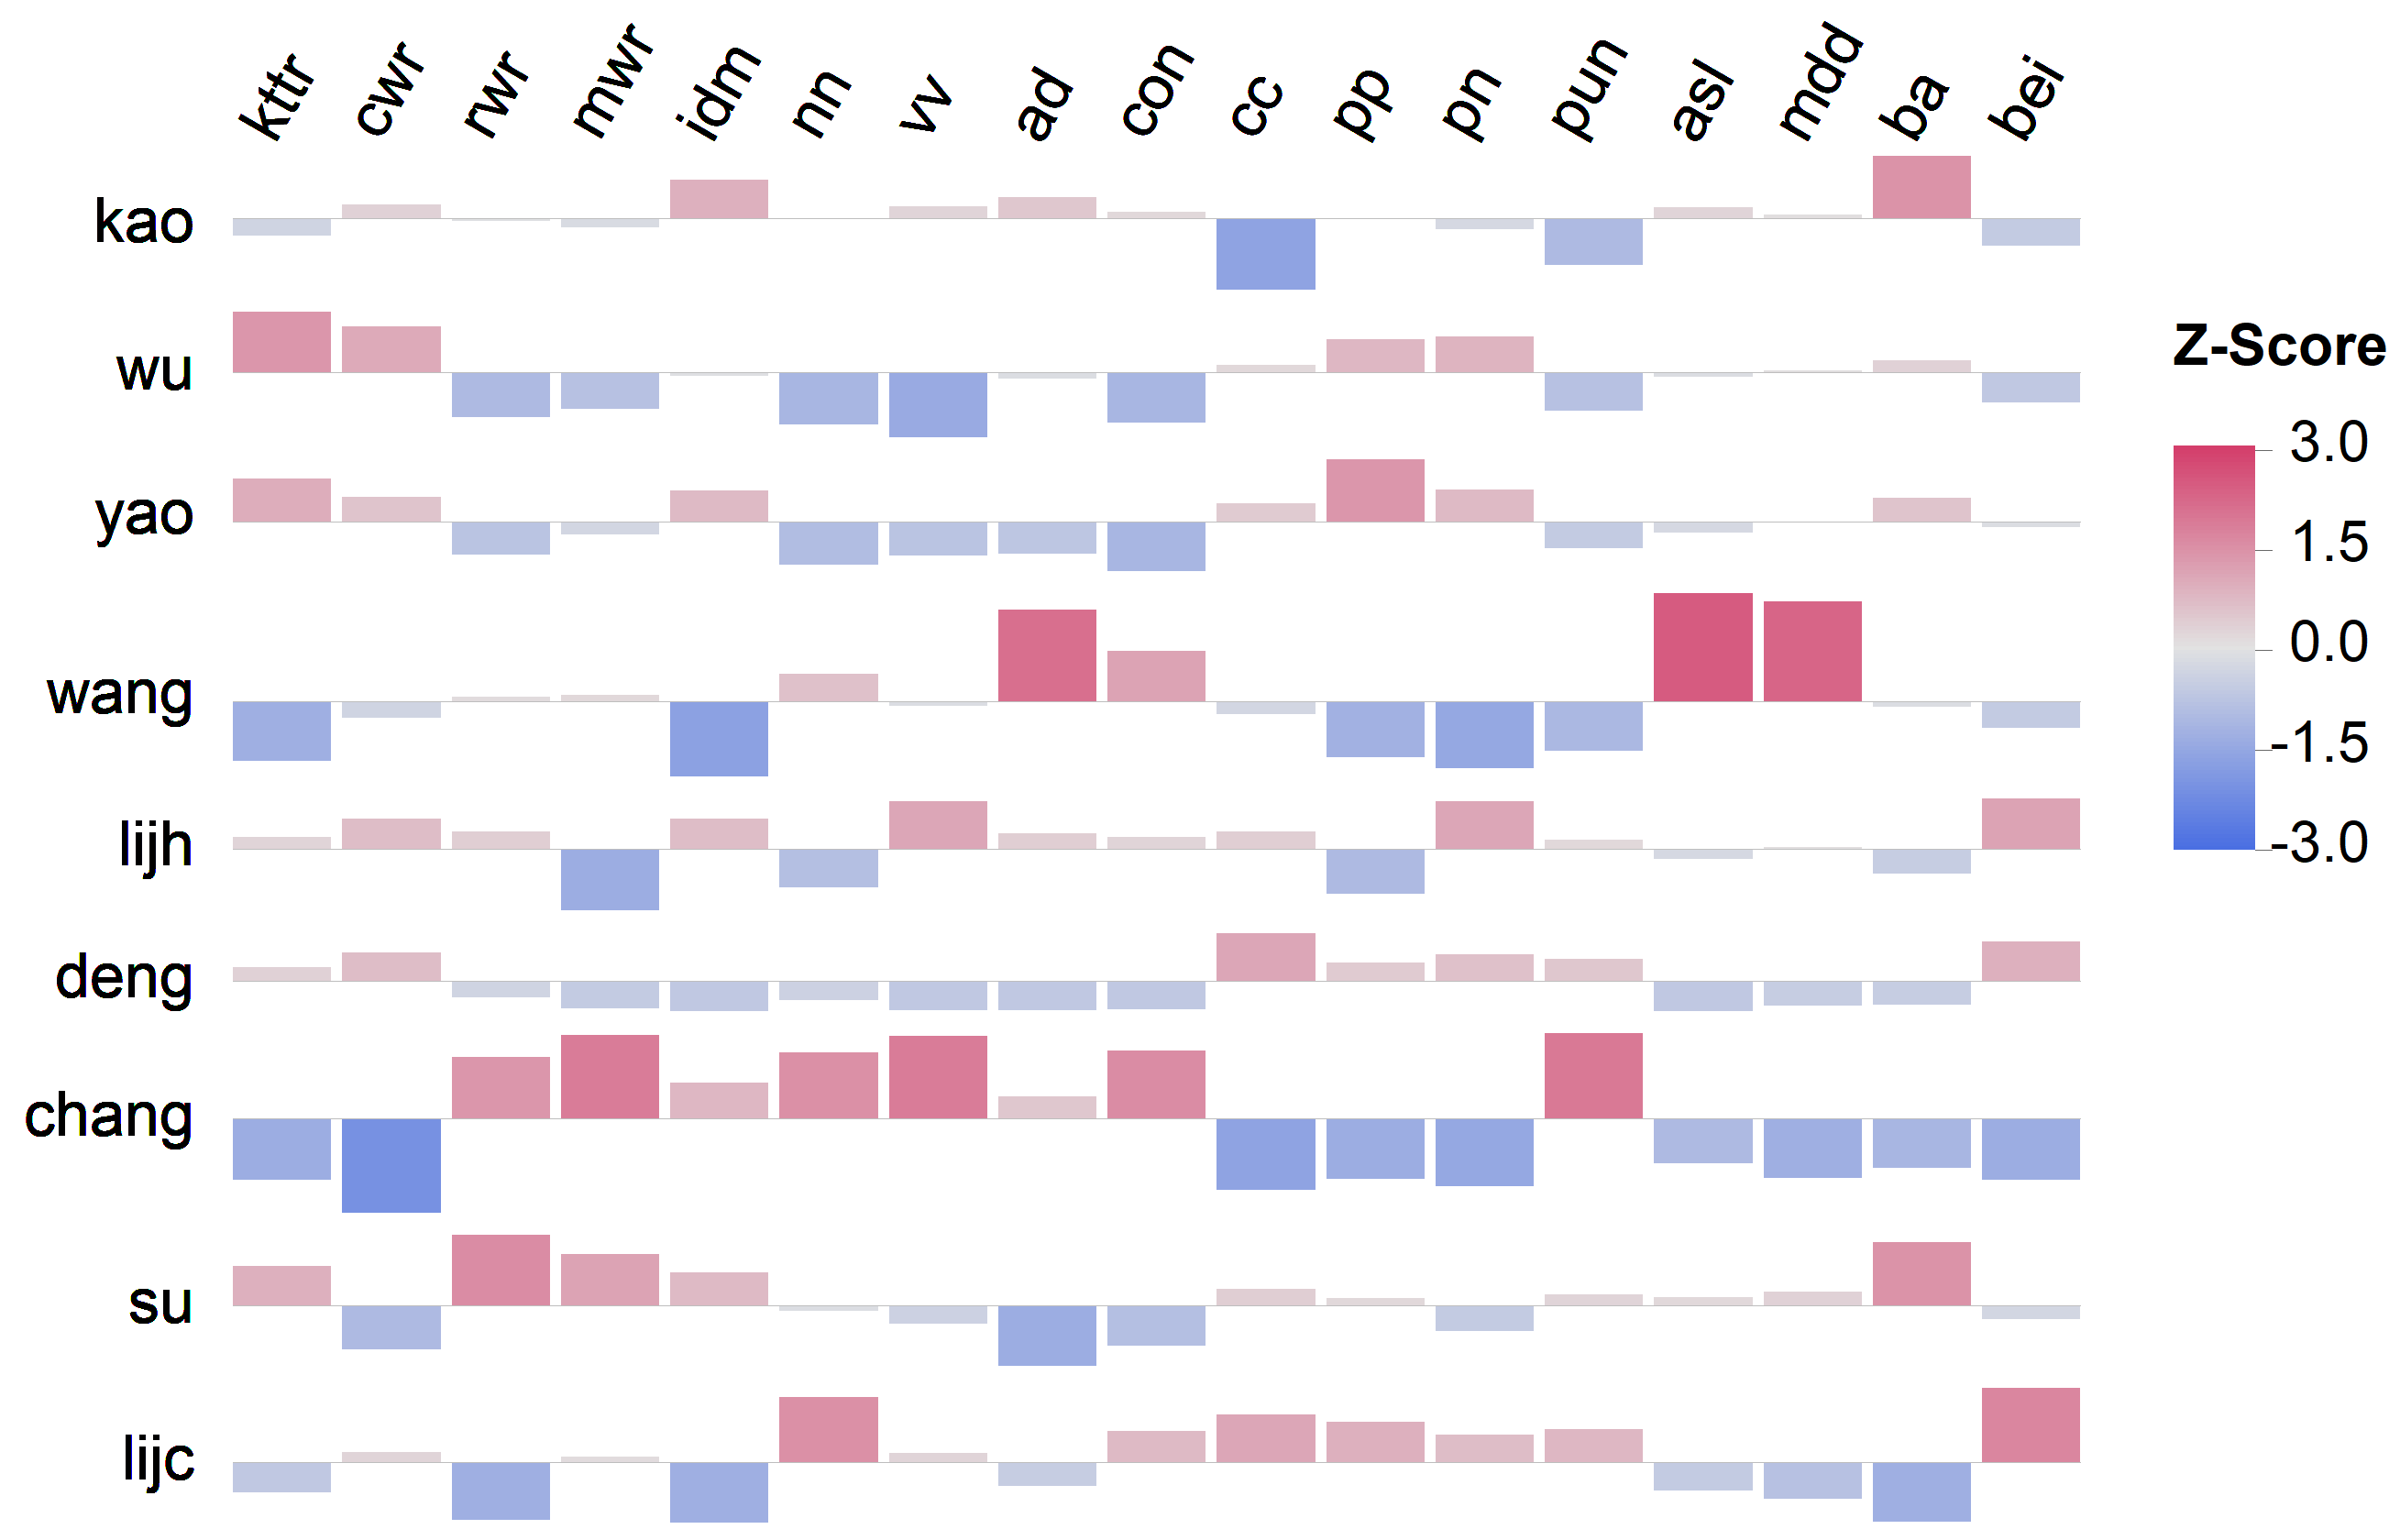 kttr cwr rwr mwr idm nn vv ad con cc pp pn pun asl mdd ba bei
kao
wu
yao
wang
lijh
deng
chang
su
lijc
Z-Score
3.0
1.5
0.0
-1.5
-3.0